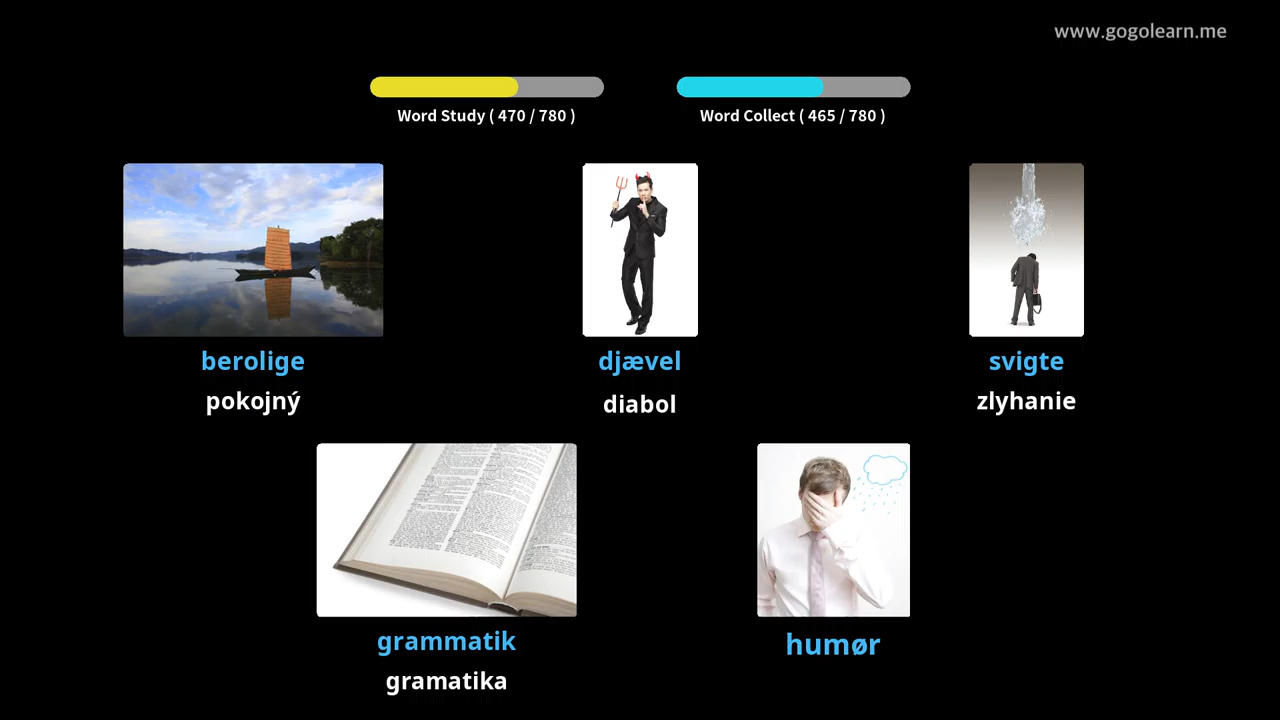 www.gogolearn.me
Word Study ( 470 / 780 )
Word Collect ( 465 / 780 )
berolige
pokojný
djævel
diabol
svigte
zlyhanie
grammatik
gramatika
humør